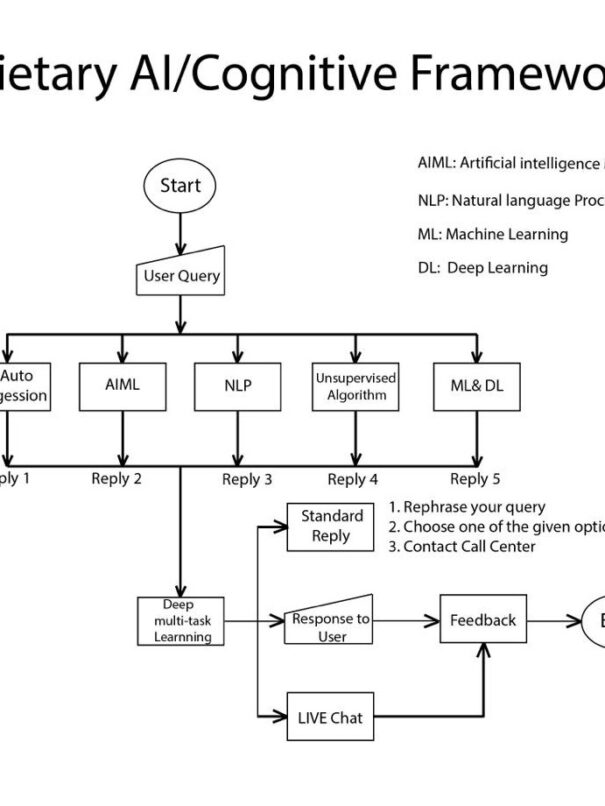 ietary AI/Cognitive Framewo
Start
AIML: Artificial intelligence
NLP: Natural language Proc
ML: Machine Learning
DL: Deep Learning
User Query
Auto
gession
AIML
NLP
Unsupervised
Algorithm
ML& DL
ply 1
Reply 2
Reply 3
Reply 4
Reply 5
Standard
Reply
1. Rephrase your query
2. Choose one of the given optio
3. Contact Call Center
Deep
multi-task
Learnning
Response to
User
Feedback
E
LIVE Chat